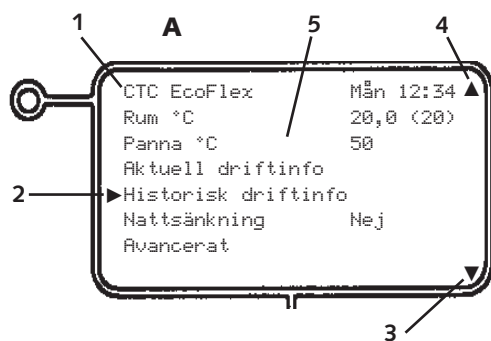 1 A 5 4
CTC EcoFlex Mån 12:34 ▲
Rum °C 20,0 (20)
Panna °C 50
Aktuell driftinfo
2 ▶Historisk driftinfo
Nattsänkning Nej
Avancerat
▼
3